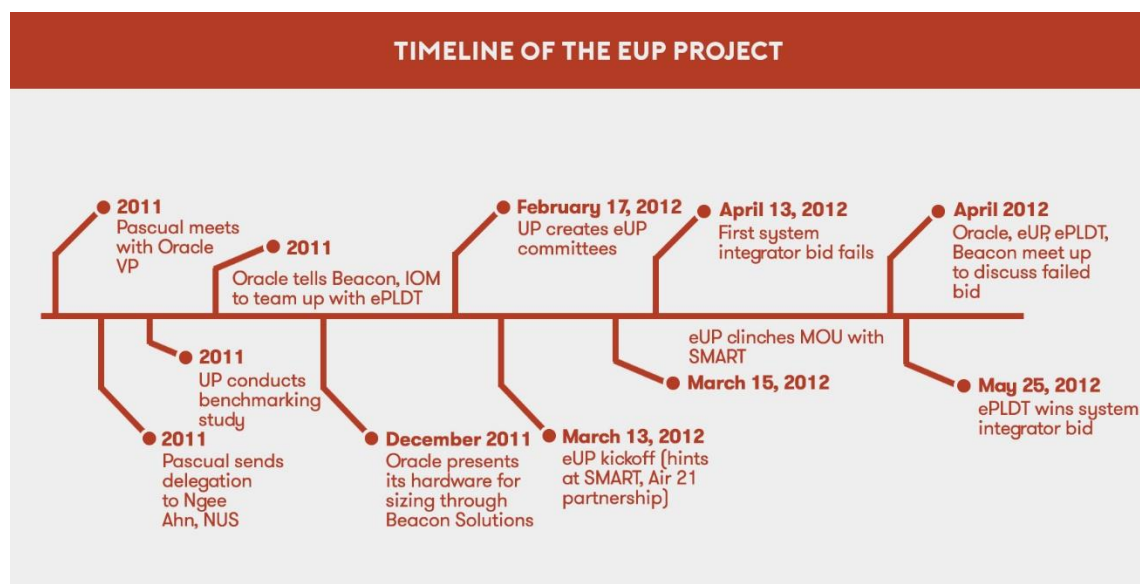 TIMELINE OF THE EUP PROJECT
2011
Pascual meets
with Oracle
VP
2011
Pascual sends
delegation
to Ngee
Ahn, NUS
2011
UP conducts
benchmarking
study
2011
Oracle tells Beacon, IOM
to team up with ePLDT
December 2011
Oracle presents
its hardware for
sizing through
Beacon Solutions
February 17, 2012
UP creates eUP
committees
March 13, 2012
eUP kickoff (hints
at SMART, Air 21
partnership)
eUP clinches MOU with
SMART
March 15, 2012
April 13, 2012
First system
integrator bid fails
April 2012
Oracle, eUP, ePLDT,
Beacon meet up
to discuss failed
bid
May 25, 2012
ePLDT wins system
integrator bid